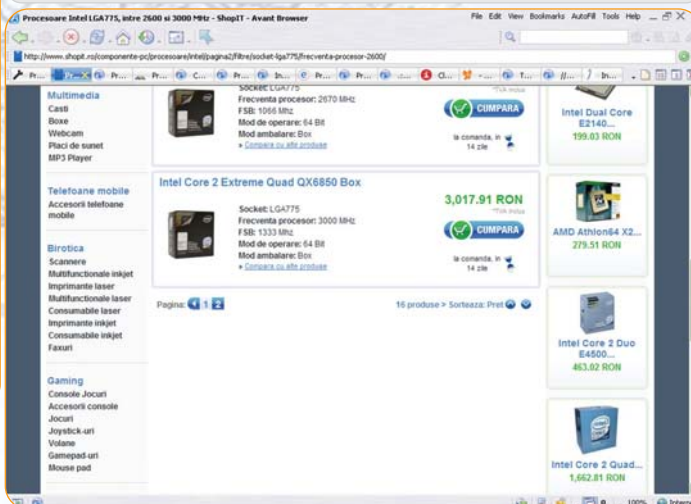 Procesoare Intel LGA775, intre 2600 si 3000 MHz - ShopIT - Avant Browser
File Edit View Bookmarks AutoFill Tools Help
http://www.shopit.ro/componente-pc/procesoare/intel/pagina2/filtre/socket-lga775/frecventa-procesor-2600/
Multimedia
Casti
Boxe
Webcam
Placi de sunet
MP3 Player
Telefoane mobile
Accesorii telefoane
mobile
Birotica
Scannere
Multifunctionale inkjet
Imprimante laser
Multifunctionale laser
Consumabile laser
Imprimante inkjet
Consumabile inkjet
Faxuri
Gaming
Console Jocuri
Accesorii console
Jocuri
Joystick-uri
Volane
Gamepad-uri
Mouse pad
Socket: LGA775
Frecventa procesor: 2670 MHz
FSB: 1066 Mhz
Mod de operare: 64 Bit
Mod ambalare: Box
» Compara cu alte produse
*TVA inclus
CUMPARA
la comanda, in
14 zile
Intel Core 2 Extreme Quad QX6850 Box
Socket: LGA775
Frecventa procesor: 3000 MHz
FSB: 1333 Mhz
Mod de operare: 64 Bit
Mod ambalare: Box
» Compara cu alte produse
3,017.91 RON
*TVA inclus
CUMPARA
la comanda, in
14 zile
Pagina: 1 2
16 produse > Sorteaza: Pret
Intel Dual Core
E2140...
199.03 RON
AMD Athlon64 X2...
279.51 RON
Intel Core 2 Duo
E4500...
463.02 RON
Intel Core 2 Quad...
1,662.81 RON
100%